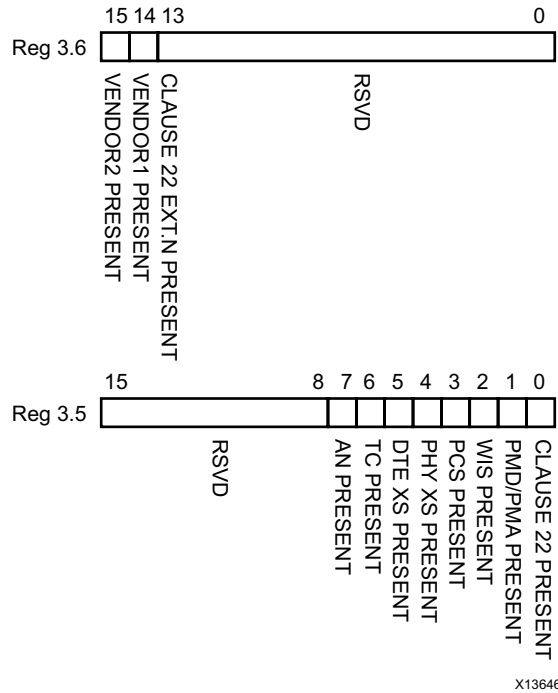 15 14 13 0
Reg 3.6
VENDOR2 PRESENT
VENDOR1 PRESENT
CLAUSE 22 EXT.N PRESENT
RSVD
15 8 7 6 5 4 3 2 1 0
Reg 3.5
RSVD
AN PRESENT
TC PRESENT
DTE XS PRESENT
PHY XS PRESENT
PCS PRESENT
WIS PRESENT
PMD/PMA PRESENT
CLAUSE 22 PRESENT
X13646